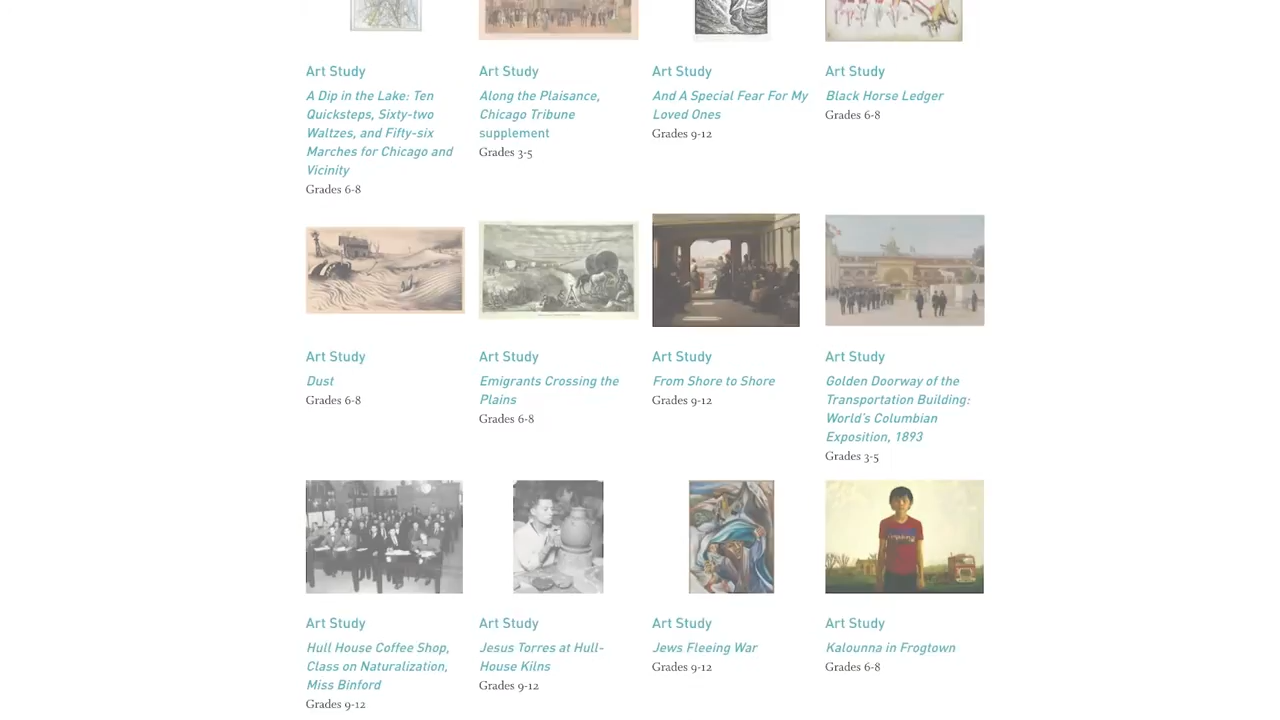 Art Study
A Dip in the Lake: Ten
Quicksteps, Sixty-two
Waltzes, and Fifty-six
Marches for Chicago and
Vicinity
Grades 6-8
Art Study
Along the Plaisance,
Chicago Tribune
supplement
Grades 3-5
Art Study
And A Special Fear For My
Loved Ones
Grades 9-12
Art Study
Black Horse Ledger
Grades 6-8
Art Study
Dust
Grades 6-8
Art Study
Emigrants Crossing the
Plains
Grades 6-8
Art Study
From Shore to Shore
Grades 9-12
Art Study
Golden Doorway of the
Transportation Building:
World's Columbian
Exposition, 1893
Grades 3-5
Art Study
Hull House Coffee Shop,
Class on Naturalization,
Miss Binford
Grades 9-12
Art Study
Jesus Torres at Hull-
House Kilns
Grades 9-12
Art Study
Jews Fleeing War
Grades 9-12
Art Study
Kalounna in Frogtown
Grades 6-8